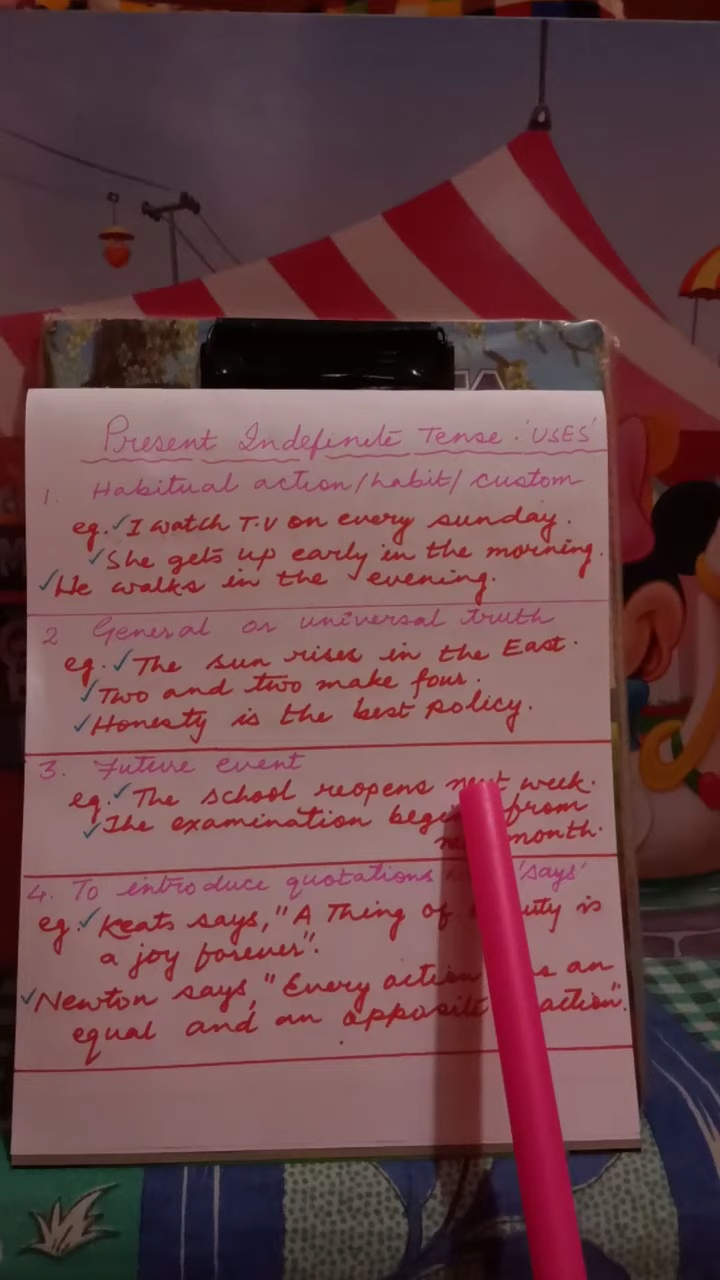 Present Indefinite Tense. 'USES'
1. Habitual action/habit/custom
eg. ✓I watch T.V on every sunday.
✓She gets up early in the morning.
✓He walks in the evening.
2 General or universal truth
eg. ✓The sun rises in the East.
✓Two and two make four.
✓Honesty is the best policy.
3. Future event
eg. ✓The school reopens next week.
✓The examination from
month.
4. To introduce quotations 'says'
eg. ✓Keats says, "A Thing of is
a joy forever".
✓Newton says, "Every action an
equal and an opposite